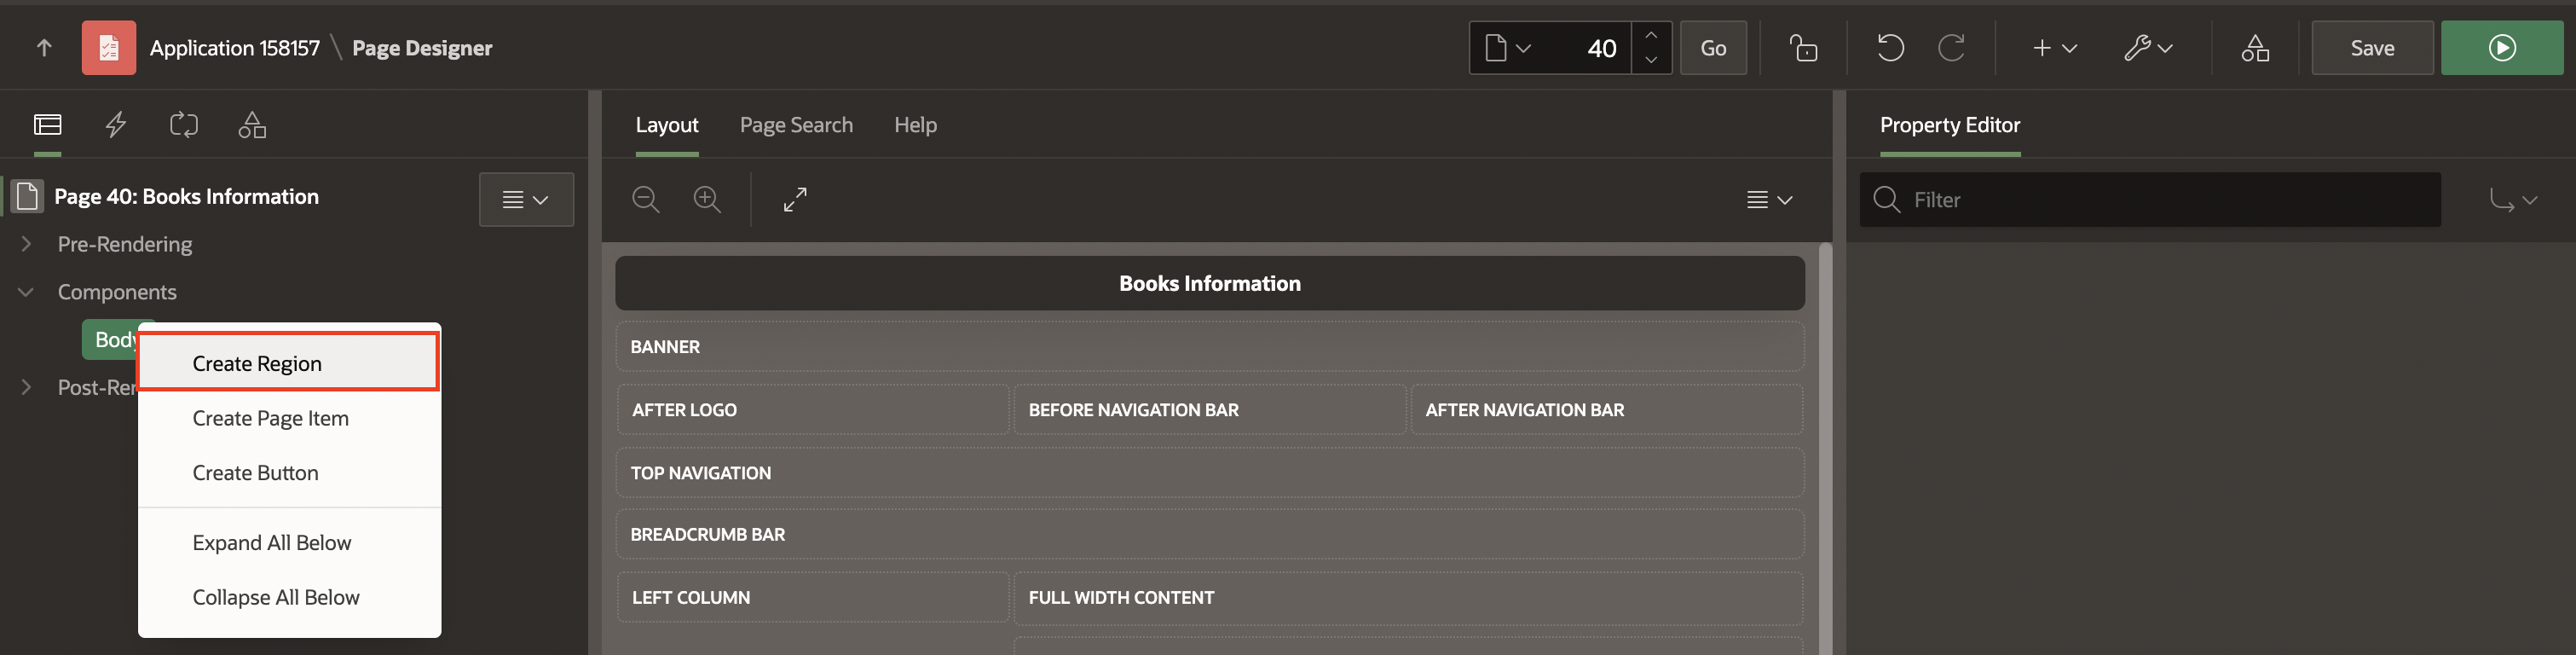 Application 158157 \ Page Designer
40
Go
Save
Layout
Page Search
Help
Property Editor
Page 40: Books Information
Filter
Pre-Rendering
Components
Body
Post-Ren
Create Region
Create Page Item
Create Button
Expand All Below
Collapse All Below
Books Information
BANNER
AFTER LOGO
BEFORE NAVIGATION BAR
AFTER NAVIGATION BAR
TOP NAVIGATION
BREADCRUMB BAR
LEFT COLUMN
FULL WIDTH CONTENT